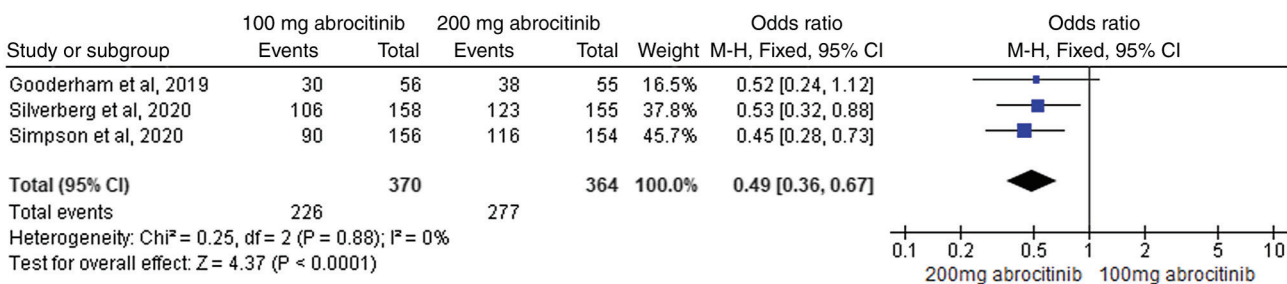 100 mg abrocitinib 200 mg abrocitinib Odds ratio Odds ratio
Study or subgroup Events Total Events Total Weight M-H, Fixed, 95% CI M-H, Fixed, 95% CI
Gooderham et al, 2019 30 56 38 55 16.5% 0.52 [0.24, 1.12]
Silverberg et al, 2020 106 158 123 155 37.8% 0.53 [0.32, 0.88]
Simpson et al, 2020 90 156 116 154 45.7% 0.45 [0.28, 0.73]
Total (95% CI) 370 364 100.0% 0.49 [0.36, 0.67]
Total events 226 277
Heterogeneity: Chi² = 0.25, df = 2 (P = 0.88); I² = 0%
Test for overall effect: Z = 4.37 (P < 0.0001)
0.1 0.2 0.5 1 2 5 10
200mg abrocitinib 100mg abrocitinib